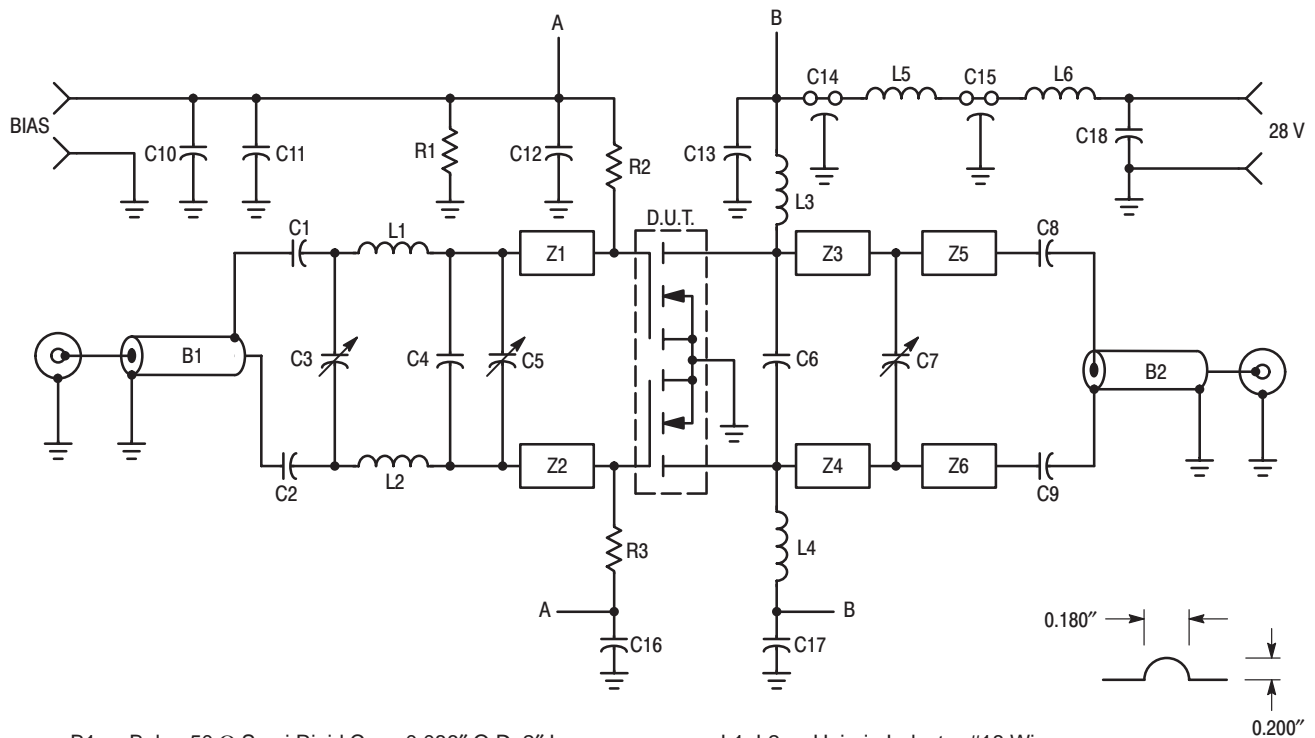 A
B
C14
L5
C15
L6
BIAS
C10
C11
R1
C12
R2
C13
L3
C18
28 V
D.U.T.
C1
L1
Z1
Z3
Z5
C8
B1
C3
C4
C5
C6
C7
B2
C2
L2
Z2
Z4
Z6
C9
R3
L4
A
B
C16
C17
0.180″
0.200″